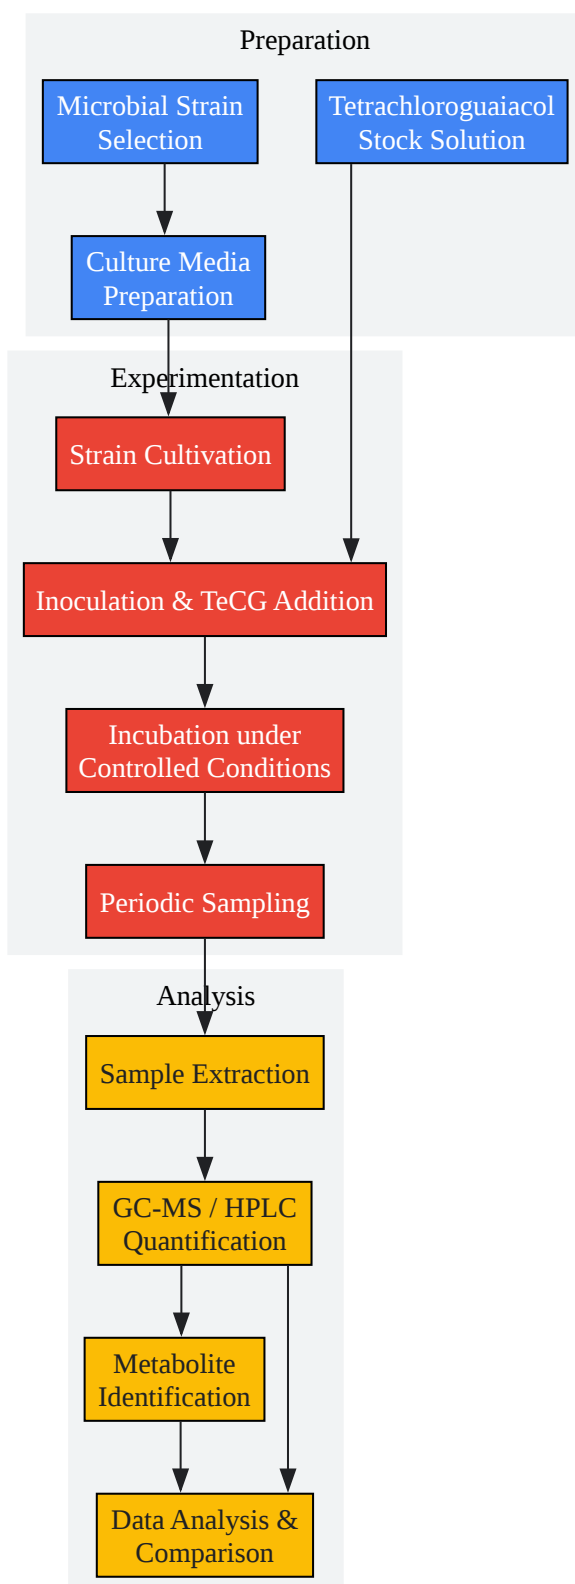 Preparation
Microbial Strain
Selection
Tetrachloroguaiacol
Stock Solution
Culture Media
Preparation
Experimentation
Strain Cultivation
Inoculation & TeCG Addition
Incubation under
Controlled Conditions
Periodic Sampling
Analysis
Sample Extraction
GC-MS / HPLC
Quantification
Metabolite
Identification
Data Analysis &
Comparison